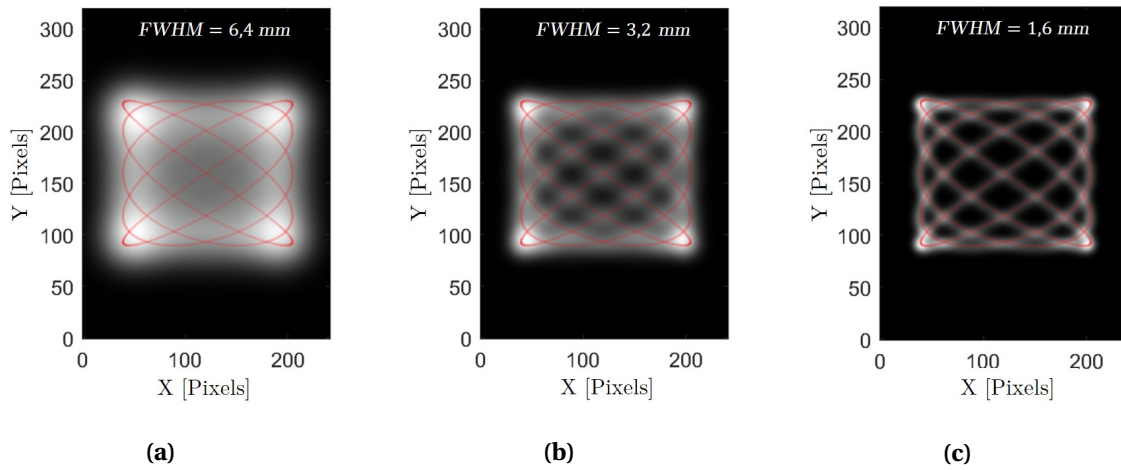 FWHM = 6,4 mm
300
250
200
150
100
50
0
Y [Pixels]
0 100 200
X [Pixels]
(a)
FWHM = 3,2 mm
300
250
200
150
100
50
0
Y [Pixels]
0 100 200
X [Pixels]
(b)
FWHM = 1,6 mm
300
250
200
150
100
50
0
Y [Pixels]
0 100 200
X [Pixels]
(c)